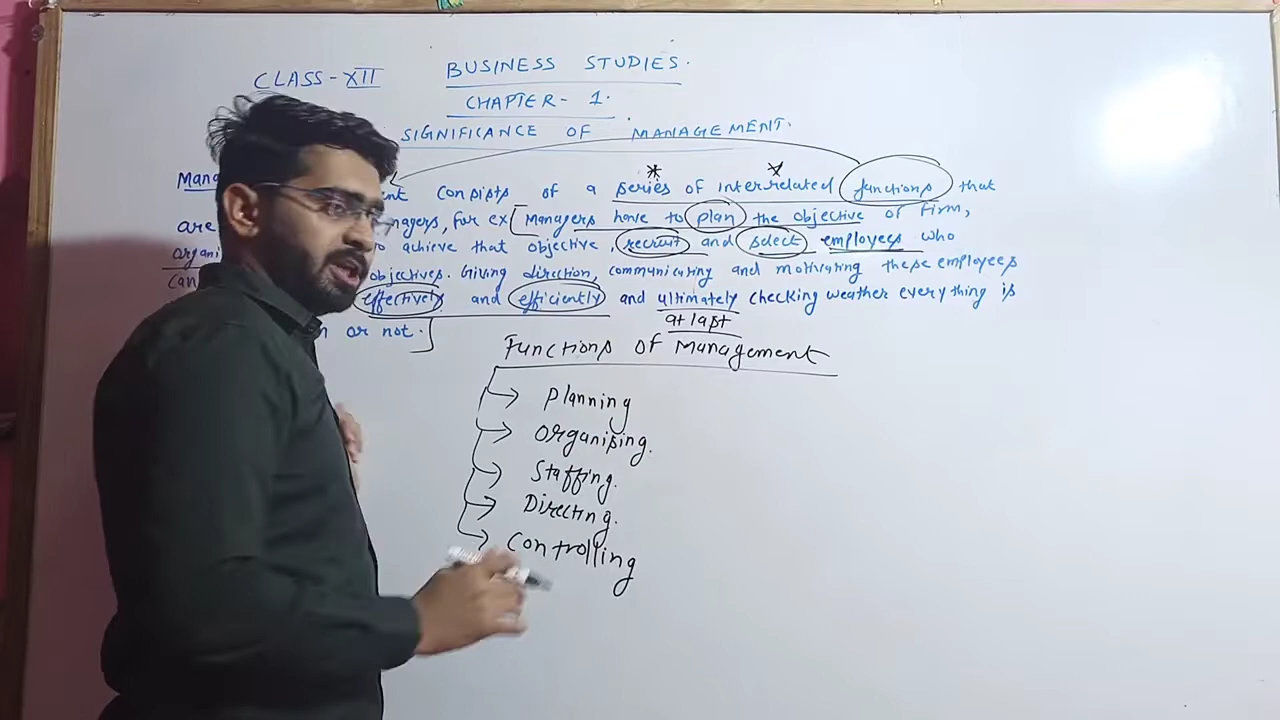 CLASS-XII BUSINESS STUDIES.
CHAPTER- 1.
SIGNIFICANCE OF MANAGEMENT.
Mana nt consists of a series of interrelated functions that
are nagers, for ex [Managers have to plan the objective of firm,
organi o achieve that objective, recruit and select employees who
can objectives. Giving direction, communicating and motivating these employees
effectively and efficiently and ultimately checking weather everything is
at last
n or not.]
Functions of Management
Planning
Organising.
Staffing.
Directing.
Controlling